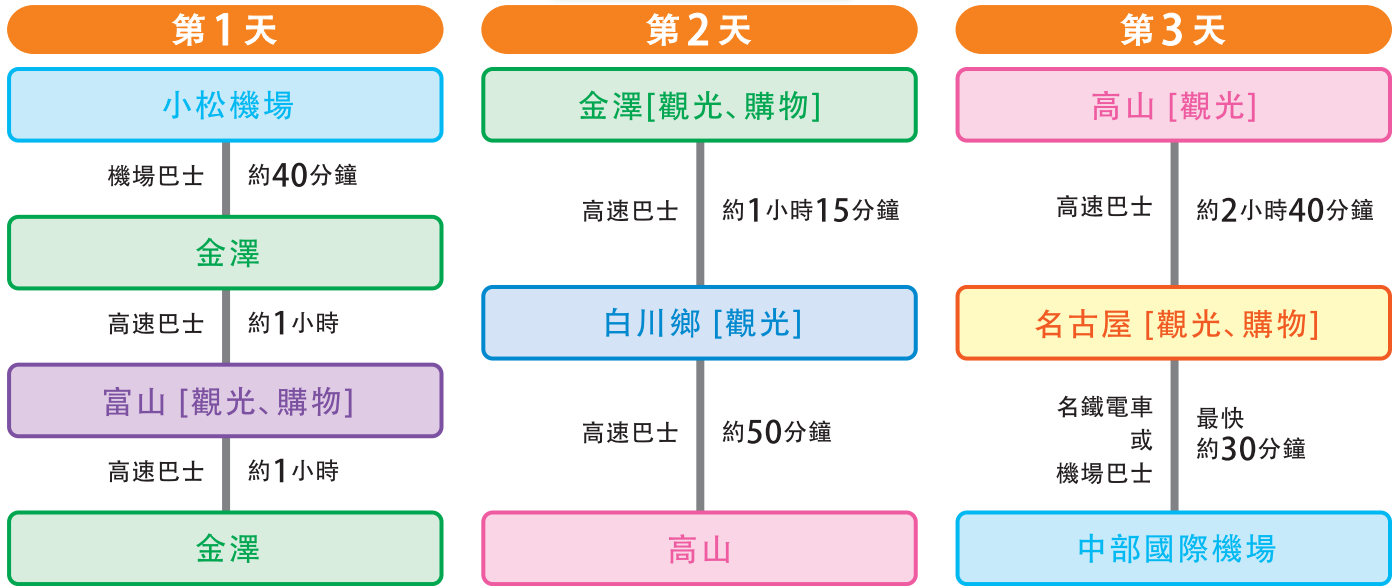 第1天
小松機場
機場巴士 約40分鐘
金澤
高速巴士 約1小時
富山 [觀光、購物]
高速巴士 約1小時
金澤
第2天
金澤[觀光、購物]
高速巴士 約1小時15分鐘
白川鄉 [觀光]
高速巴士 約50分鐘
高山
第3天
高山 [觀光]
高速巴士 約2小時40分鐘
名古屋 [觀光、購物]
名鐵電車
或
機場巴士
最快
約30分鐘
中部國際機場